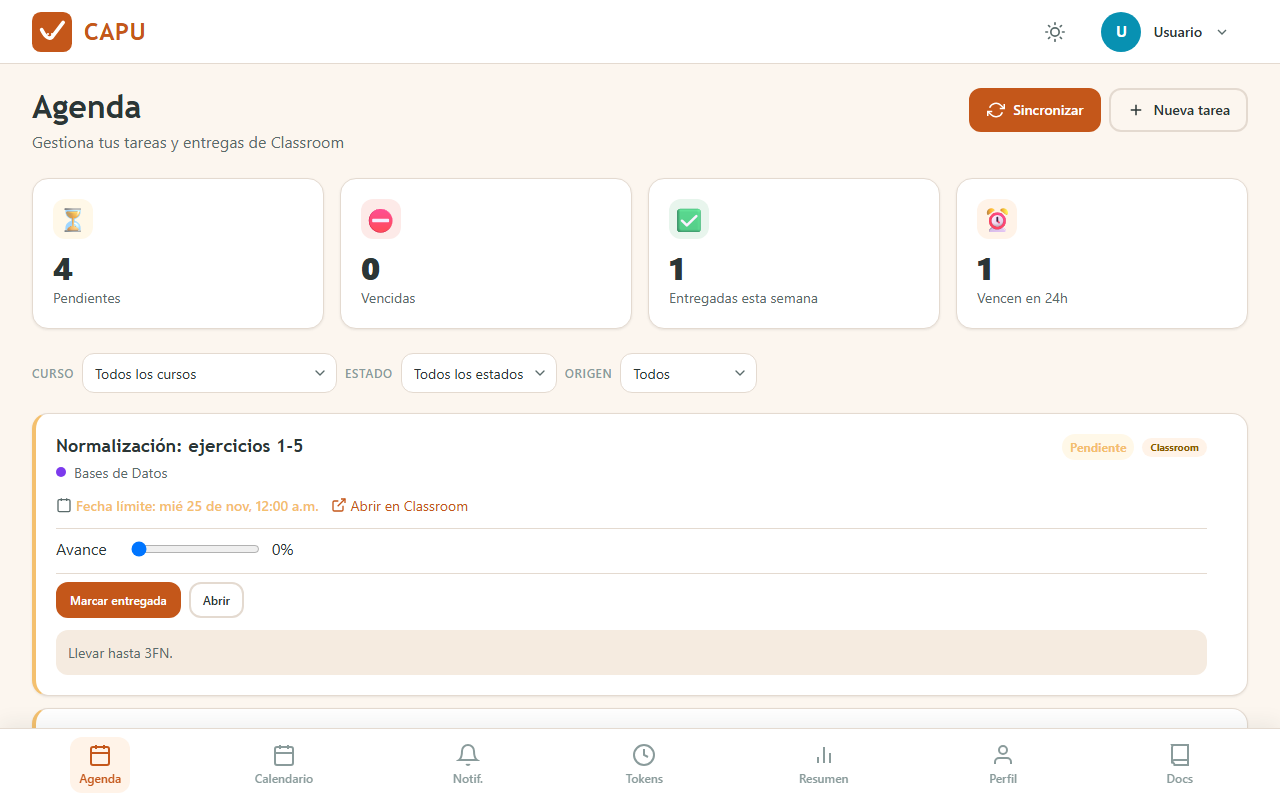 CAPU
U
Usuario
Agenda
Sincronizar
Nueva tarea
Gestiona tus tareas y entregas de Classroom
4
Pendientes
0
Vencidas
1
Entregadas esta semana
1
Vencen en 24h
CURSO Todos los cursos ESTADO Todos los estados ORIGEN Todos
Normalización: ejercicios 1-5
Pendiente
Classroom
Bases de Datos
Fecha límite: mié 25 de nov, 12:00 a.m. Abrir en Classroom
Avance 0%
Marcar entregada Abrir
Llevar hasta 3FN.
Agenda Calendario Notif. Tokens Resumen Perfil Docs